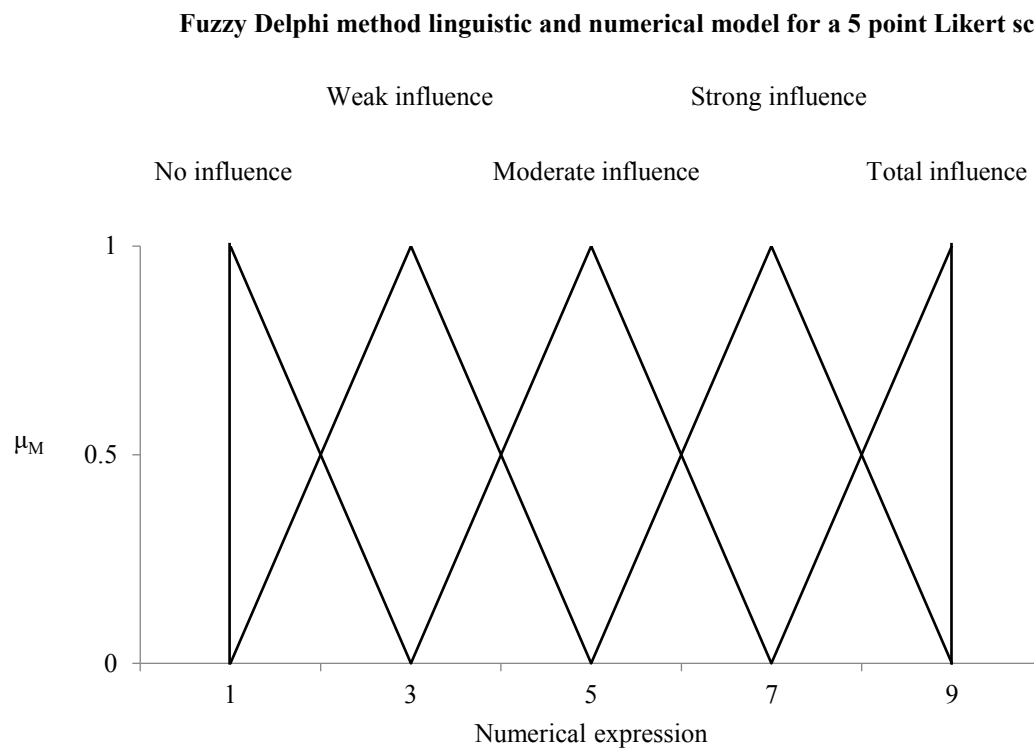 Fuzzy Delphi method linguistic and numerical model for a 5 point Likert sc
Weak influence Strong influence
No influence Moderate influence Total influence
1
μM 0.5
0
1 3 5 7 9
Numerical expression